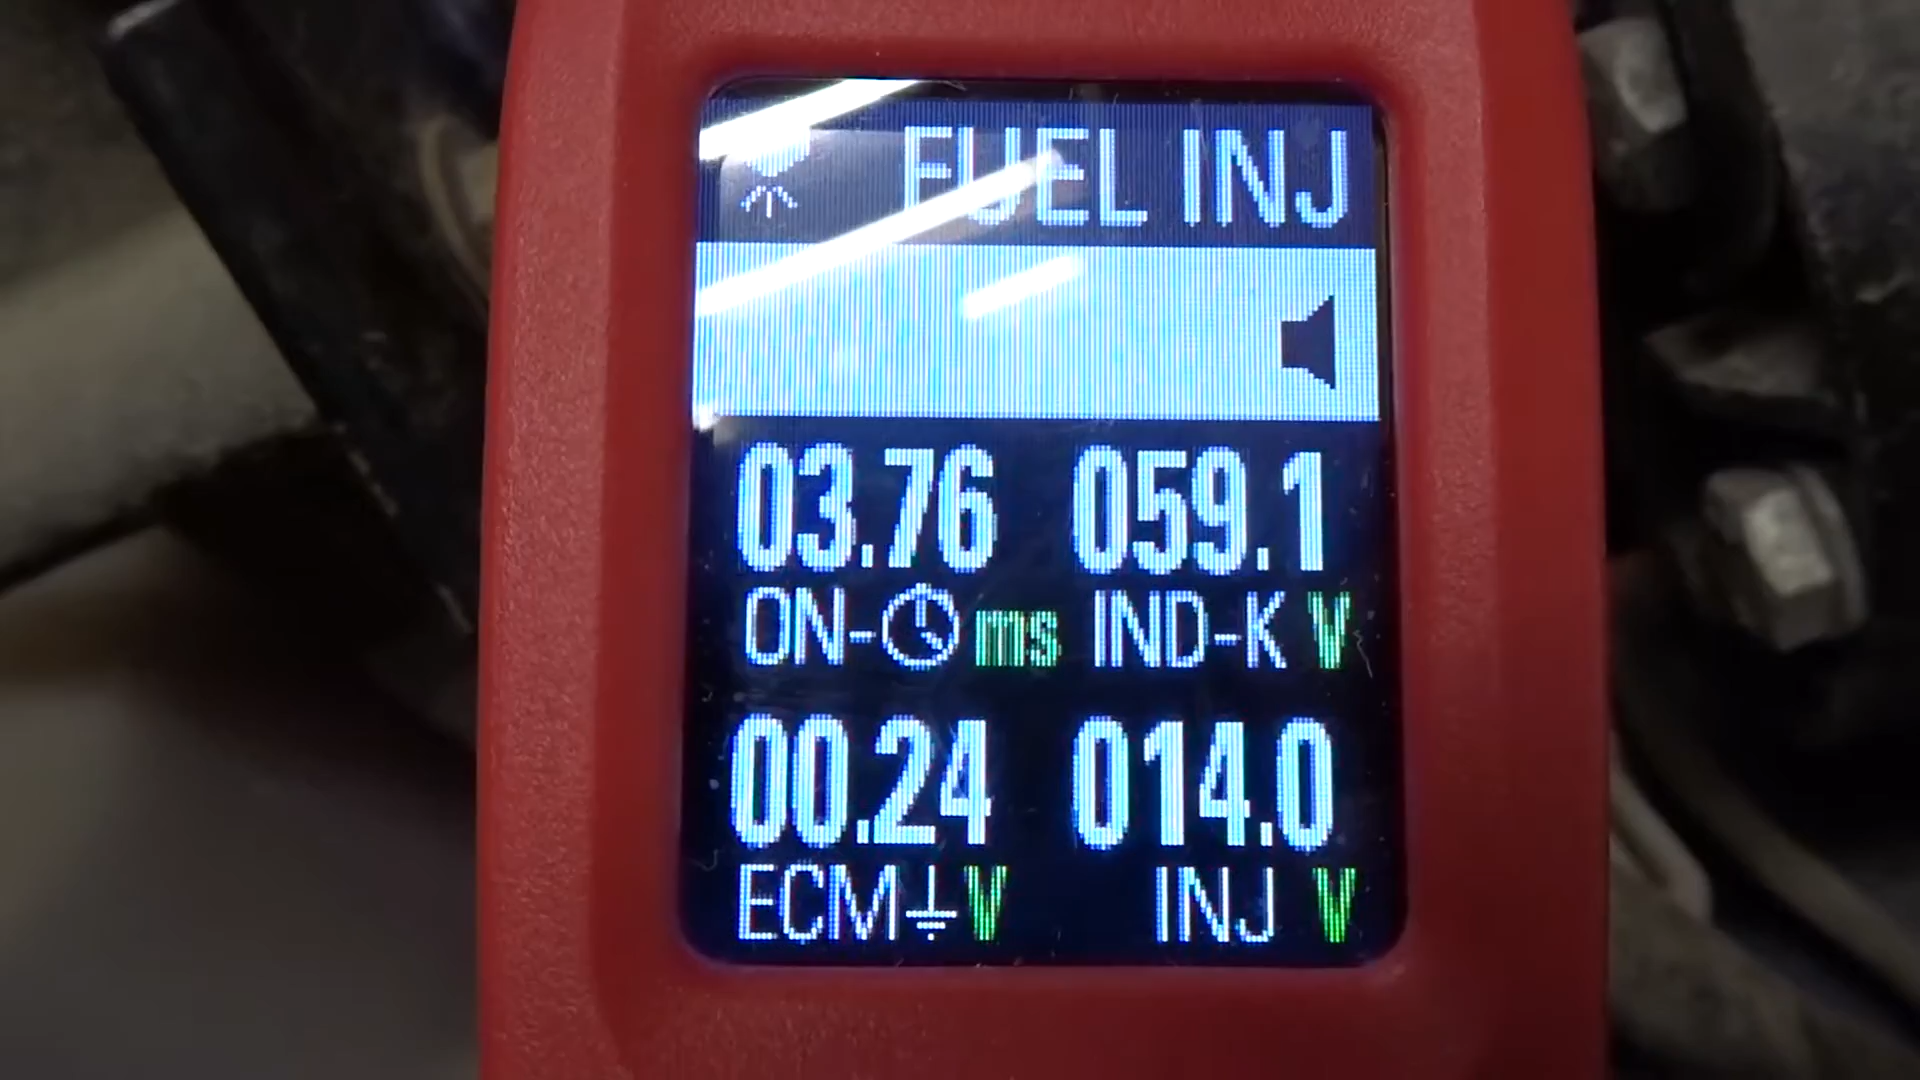 FUEL INJ
03.76 059.1
ON- ms IND-K V
00.24 014.0
ECM V INJ V